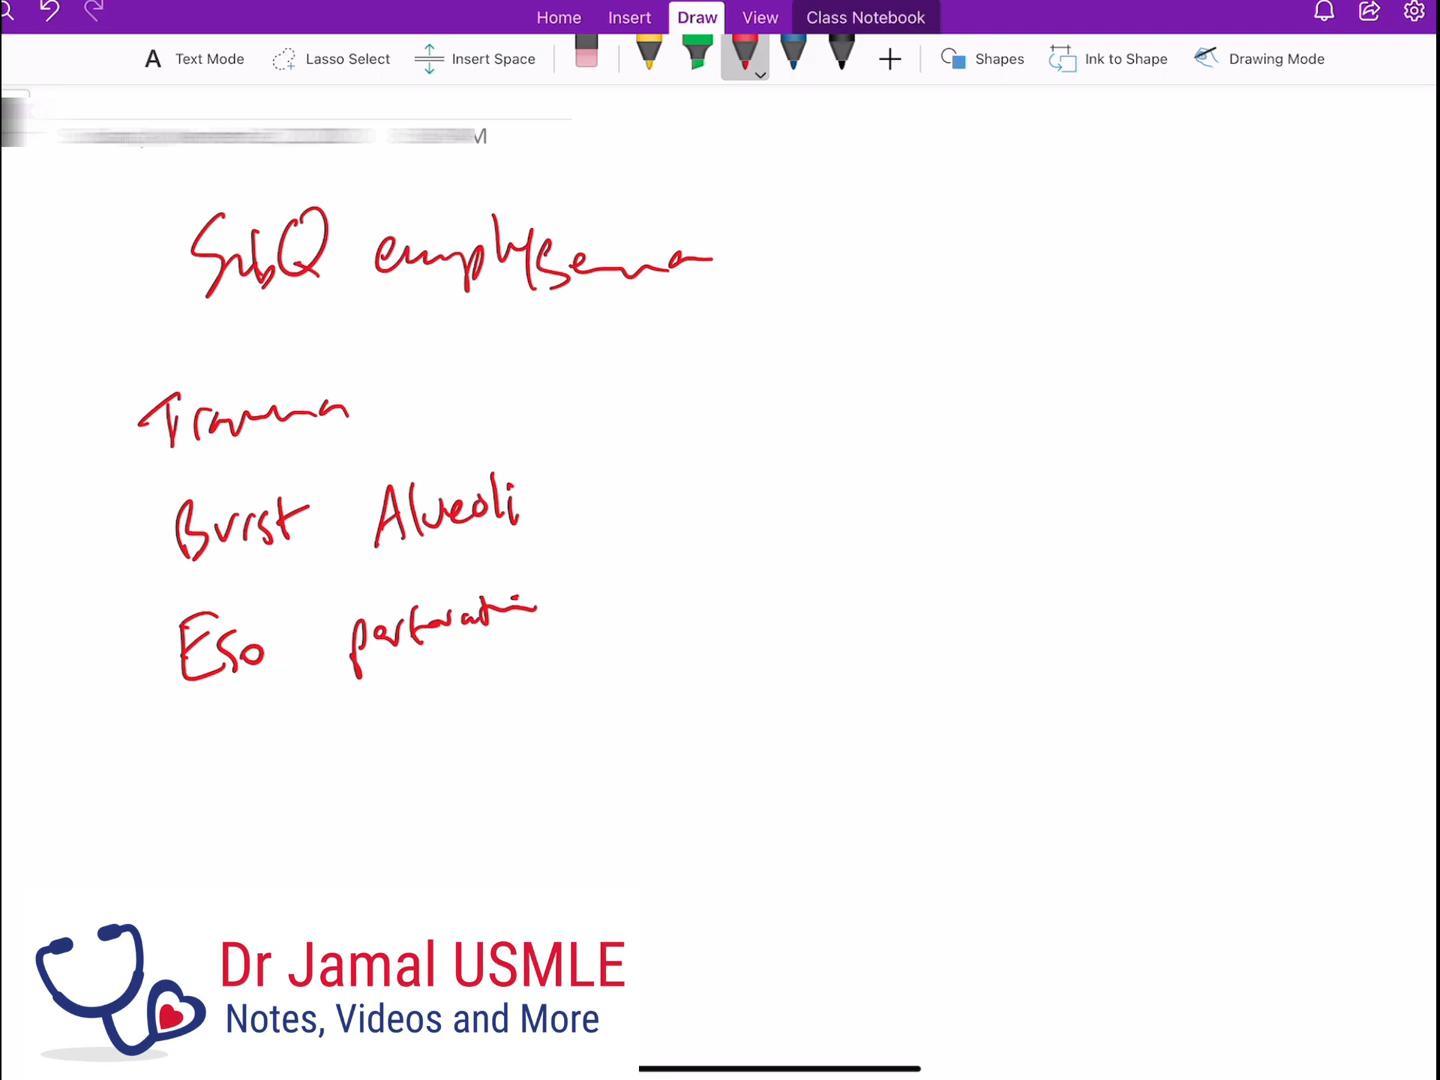 Home Insert Draw View Class Notebook
A Text Mode Lasso Select Insert Space Shapes Ink to Shape Drawing Mode
M
SubQ emphysema
Trauma
Burst Alveoli
Eso perforation
Dr Jamal USMLE
Notes, Videos and More